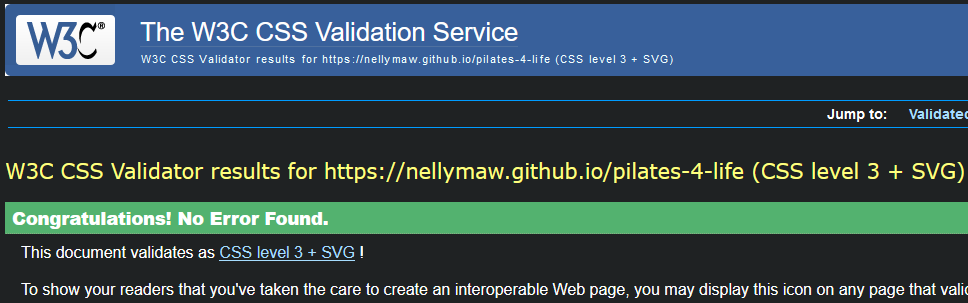 W3C®
The W3C CSS Validation Service
W3C CSS Validator results for https://nellymaw.github.io/pilates-4-life (CSS level 3 + SVG)
Jump to: Validated
W3C CSS Validator results for https://nellymaw.github.io/pilates-4-life (CSS level 3 + SVG)
Congratulations! No Error Found.
This document validates as CSS level 3 + SVG !
To show your readers that you've taken the care to create an interoperable Web page, you may display this icon on any page that